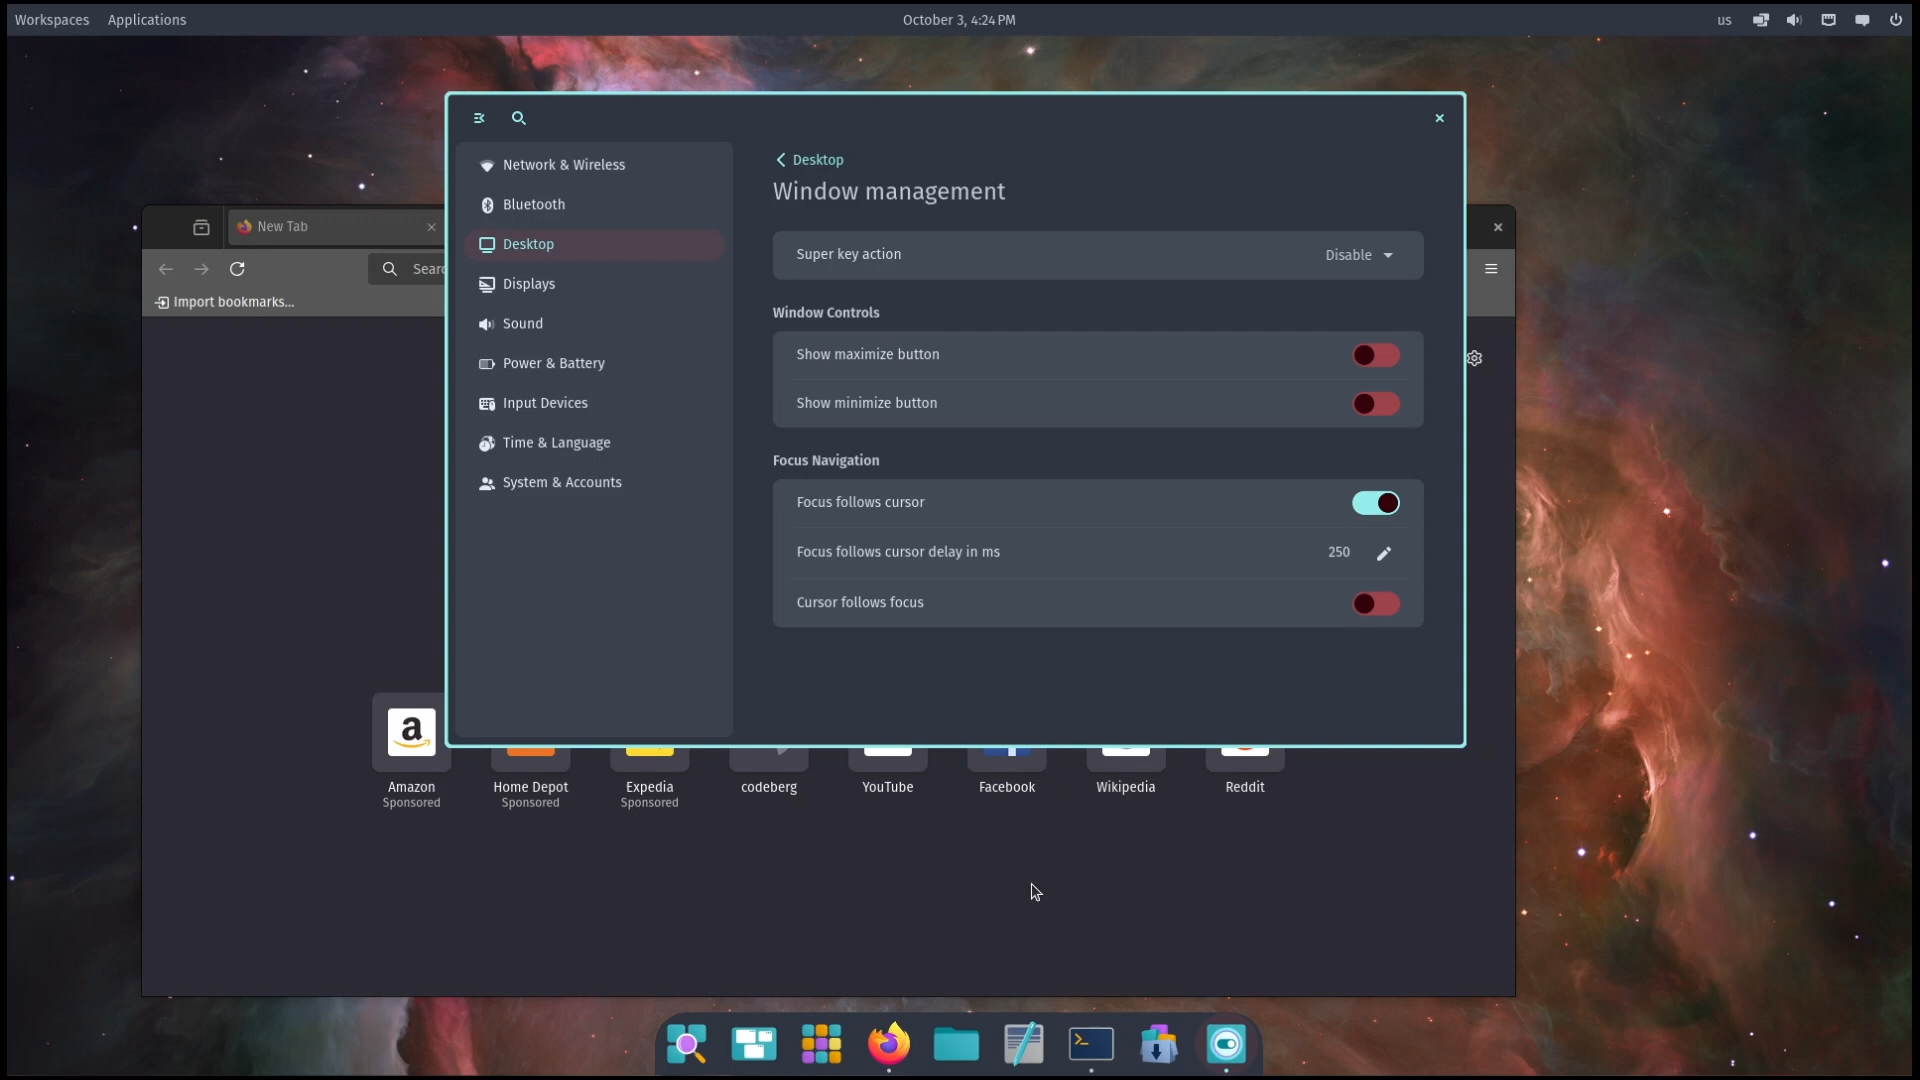 Workspaces Applications October 3, 4:24 PM us
Network & Wireless
Bluetooth
Desktop
Displays
Sound
Power & Battery
Input Devices
Time & Language
System & Accounts
Desktop
Window management
Super key action Disable
Window Controls
Show maximize button
Show minimize button
Focus Navigation
Focus follows cursor
Focus follows cursor delay in ms 250
Cursor follows focus
New Tab
Import bookmarks...
a
Amazon Home Depot Expedia codeberg YouTube Facebook Wikipedia Reddit
Sponsored Sponsored Sponsored